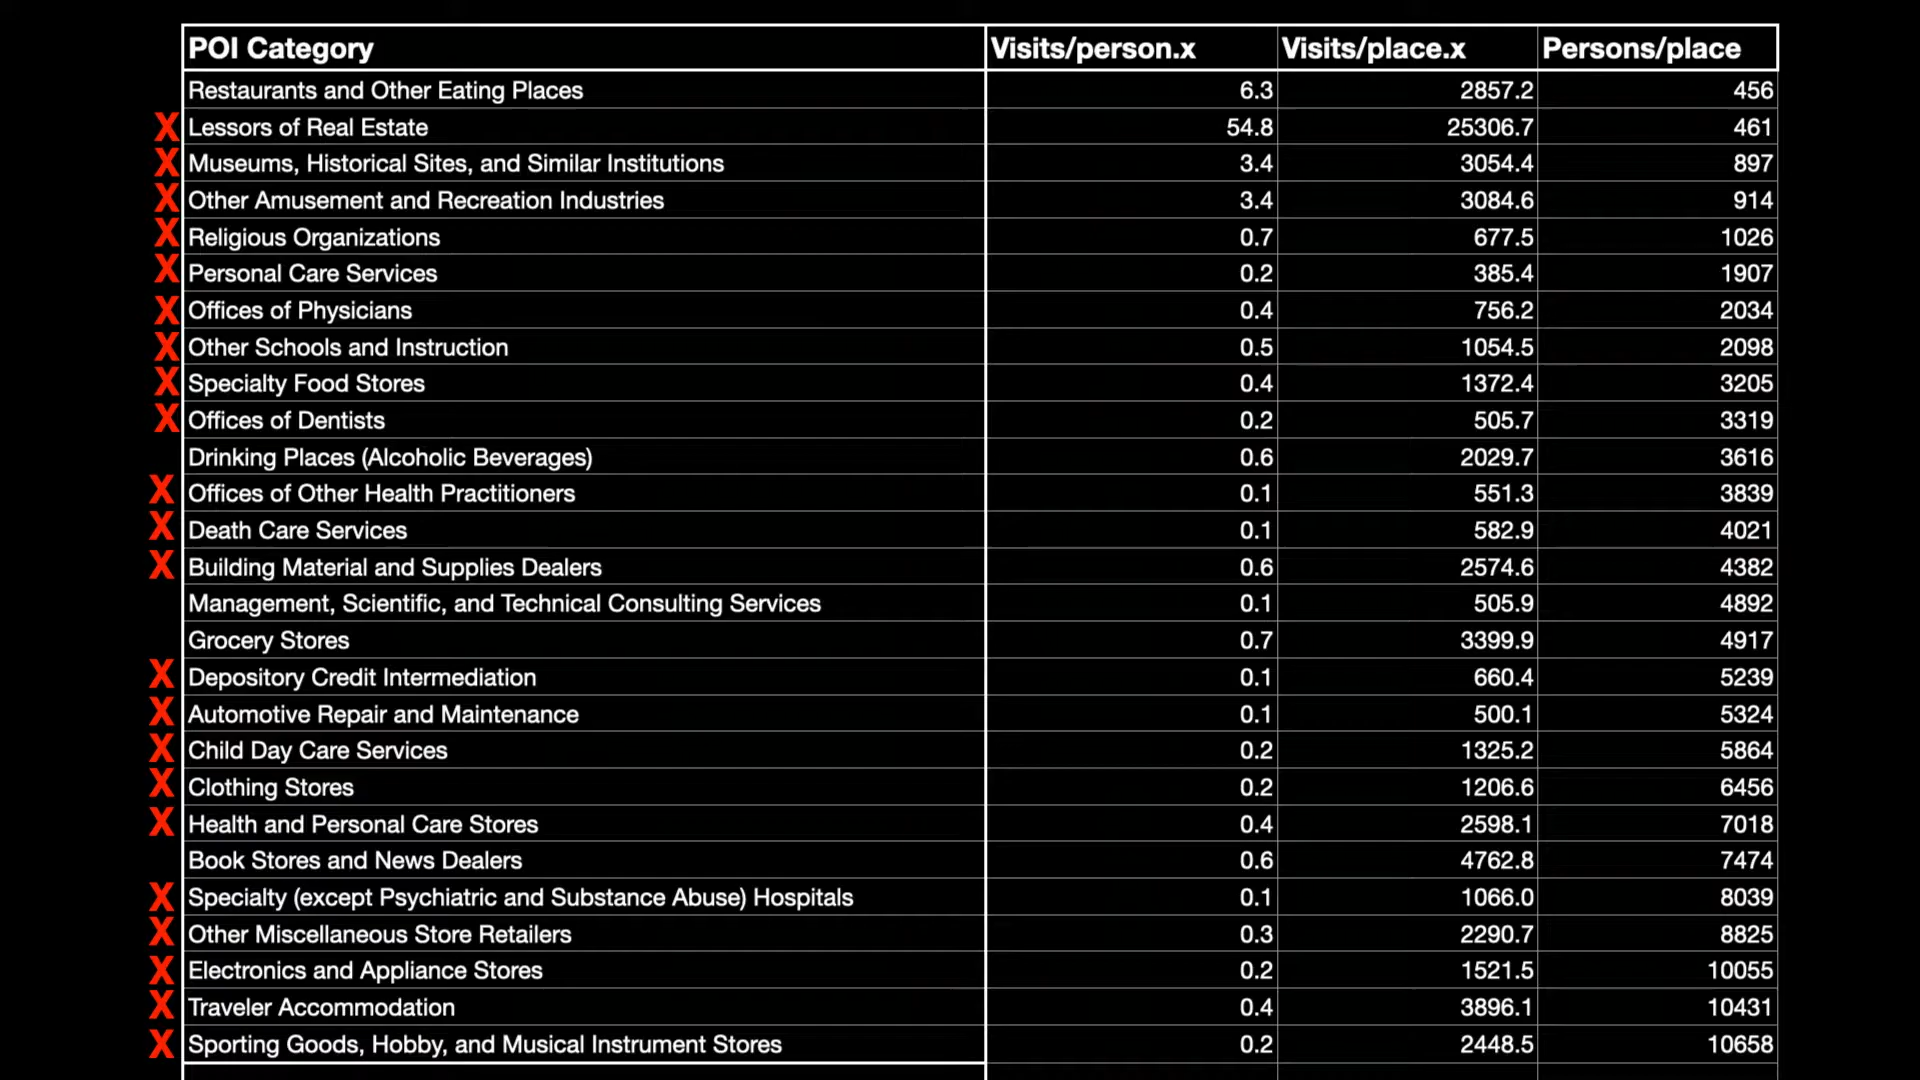 POI Category Visits/person.x Visits/place.x Persons/place
Restaurants and Other Eating Places 6.3 2857.2 456
X Lessors of Real Estate 54.8 25306.7 461
X Museums, Historical Sites, and Similar Institutions 3.4 3054.4 897
X Other Amusement and Recreation Industries 3.4 3084.6 914
X Religious Organizations 0.7 677.5 1026
X Personal Care Services 0.2 385.4 1907
X Offices of Physicians 0.4 756.2 2034
X Other Schools and Instruction 0.5 1054.5 2098
X Specialty Food Stores 0.4 1372.4 3205
X Offices of Dentists 0.2 505.7 3319
Drinking Places (Alcoholic Beverages) 0.6 2029.7 3616
X Offices of Other Health Practitioners 0.1 551.3 3839
X Death Care Services 0.1 582.9 4021
X Building Material and Supplies Dealers 0.6 2574.6 4382
Management, Scientific, and Technical Consulting Services 0.1 505.9 4892
Grocery Stores 0.7 3399.9 4917
X Depository Credit Intermediation 0.1 660.4 5239
X Automotive Repair and Maintenance 0.1 500.1 5324
X Child Day Care Services 0.2 1325.2 5864
X Clothing Stores 0.2 1206.6 6456
X Health and Personal Care Stores 0.4 2598.1 7018
Book Stores and News Dealers 0.6 4762.8 7474
X Specialty (except Psychiatric and Substance Abuse) Hospitals 0.1 1066.0 8039
X Other Miscellaneous Store Retailers 0.3 2290.7 8825
X Electronics and Appliance Stores 0.2 1521.5 10055
X Traveler Accommodation 0.4 3896.1 10431
X Sporting Goods, Hobby, and Musical Instrument Stores 0.2 2448.5 10658